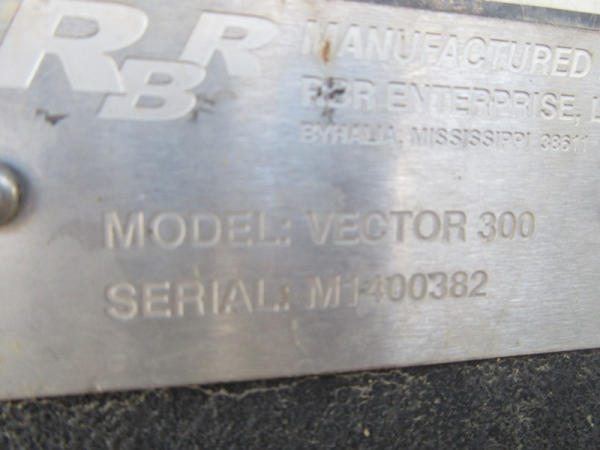 RBR
MANUFACTURED
RBR ENTERPRISE, L
BYHALIA, MISSISSIPPI 38611
MODEL: VECTOR 300
SERIAL: M1400382